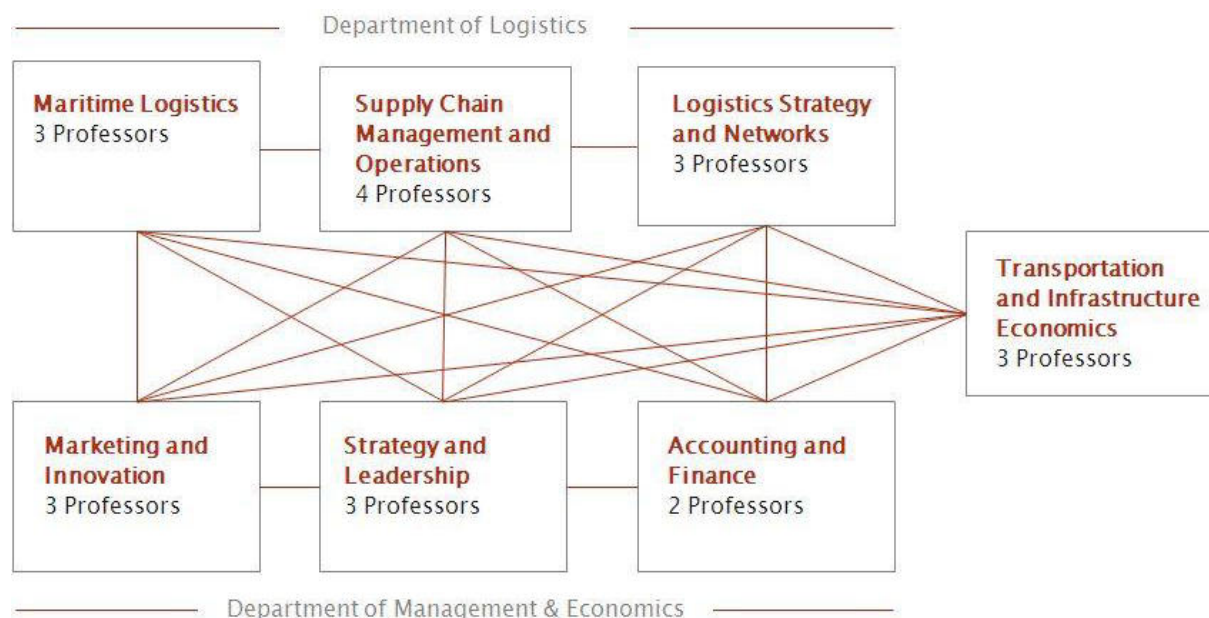 Department of Logistics
Maritime Logistics
3 Professors
Supply Chain
Management and
Operations
4 Professors
Logistics Strategy
and Networks
3 Professors
Transportation
and Infrastructure
Economics
3 Professors
Marketing and
Innovation
3 Professors
Strategy and
Leadership
3 Professors
Accounting and
Finance
2 Professors
Department of Management & Economics